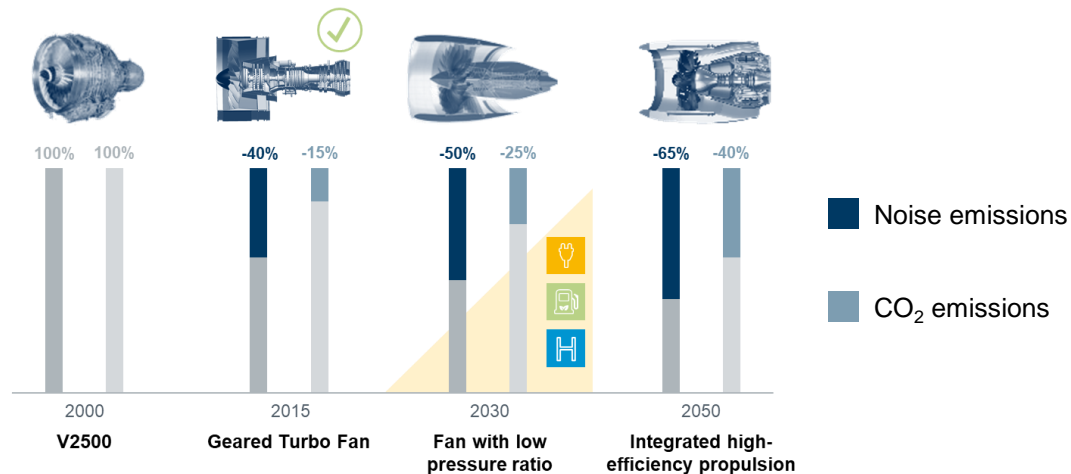 100% 100%
-40% -15%
-50% -25%
-65% -40%
Noise emissions
CO₂ emissions
H
2000
2015
2030
2050
V2500
Geared Turbo Fan
Fan with low
pressure ratio
Integrated high-
efficiency propulsion